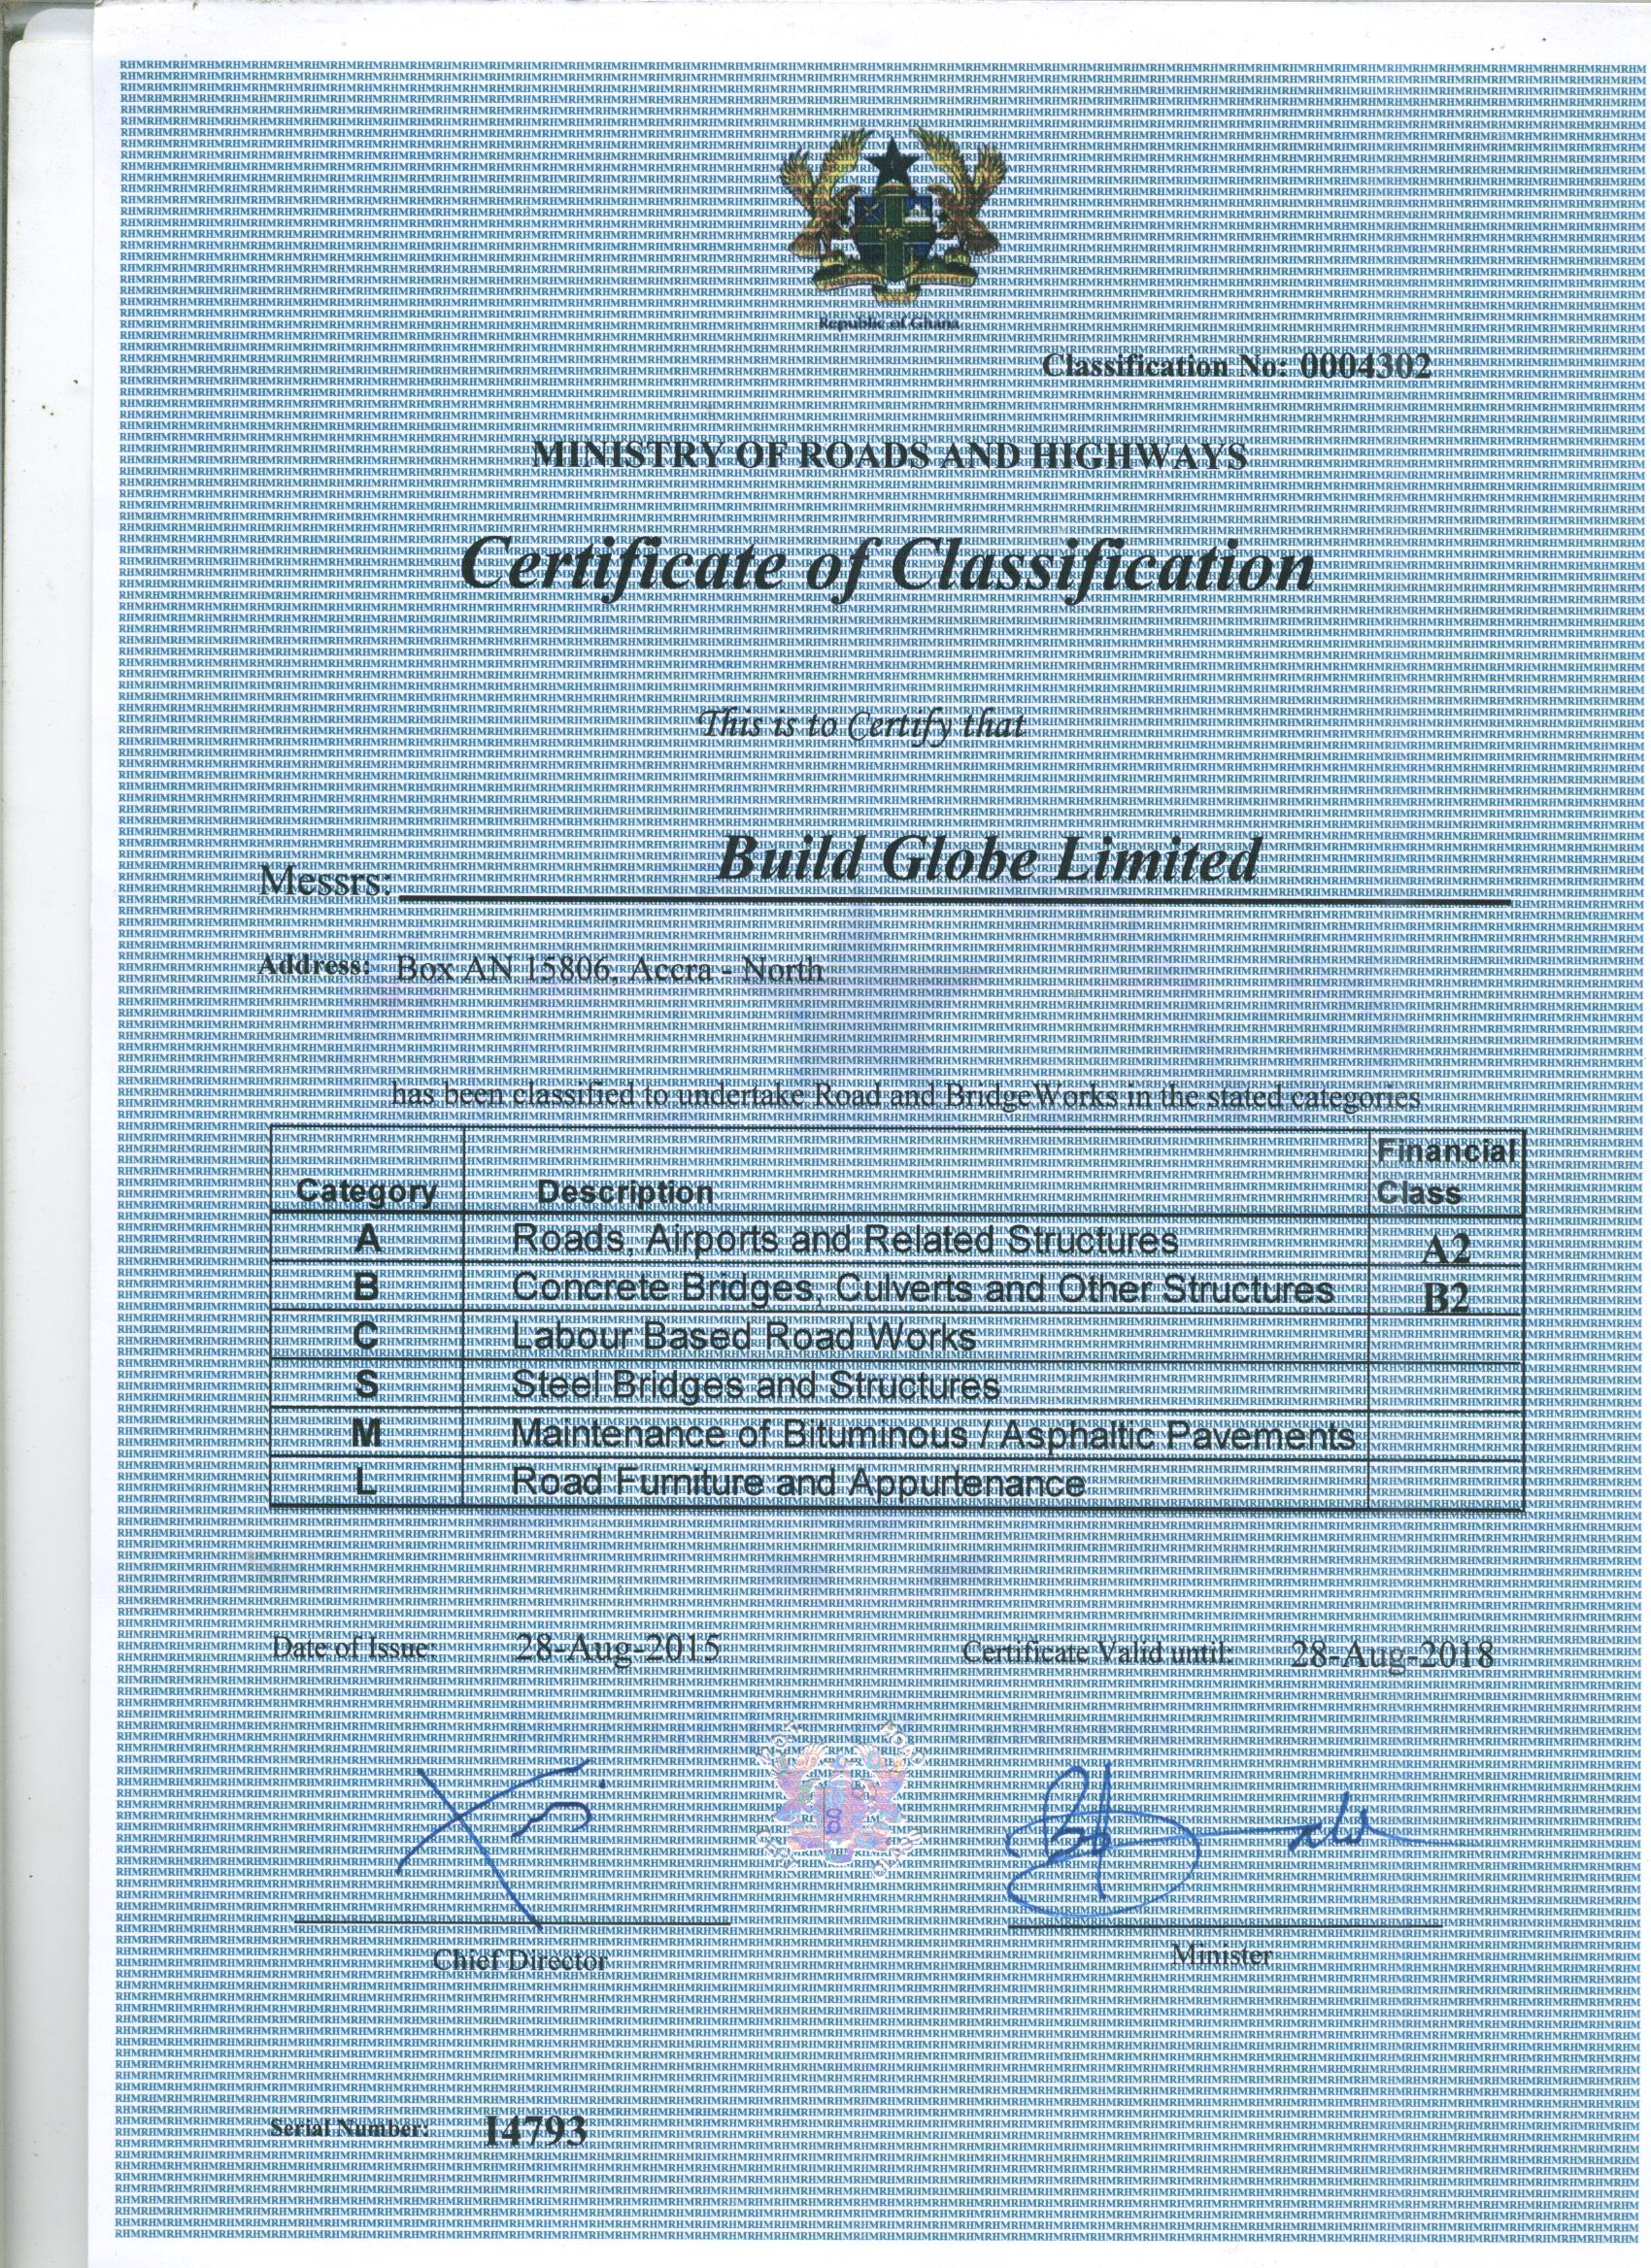 Republic of Ghana
Classification No: 0004302
MINISTRY OF ROADS AND HIGHWAYS
Certificate of Classification
This is to Certify that
Messrs: Build Globe Limited
Address: Box AN 15806, Accra - North
has been classified to undertake Road and Bridge Works in the stated categories
Category Description Financial Class
A Roads, Airports and Related Structures A2
B Concrete Bridges, Culverts and Other Structures B2
C Labour Based Road Works
S Steel Bridges and Structures
M Maintenance of Bituminous / Asphaltic Pavements
L Road Furniture and Appurtenance
Date of Issue: 28-Aug-2015 Certificate Valid until: 28-Aug-2018
Chief Director Minister
Serial Number: I4793